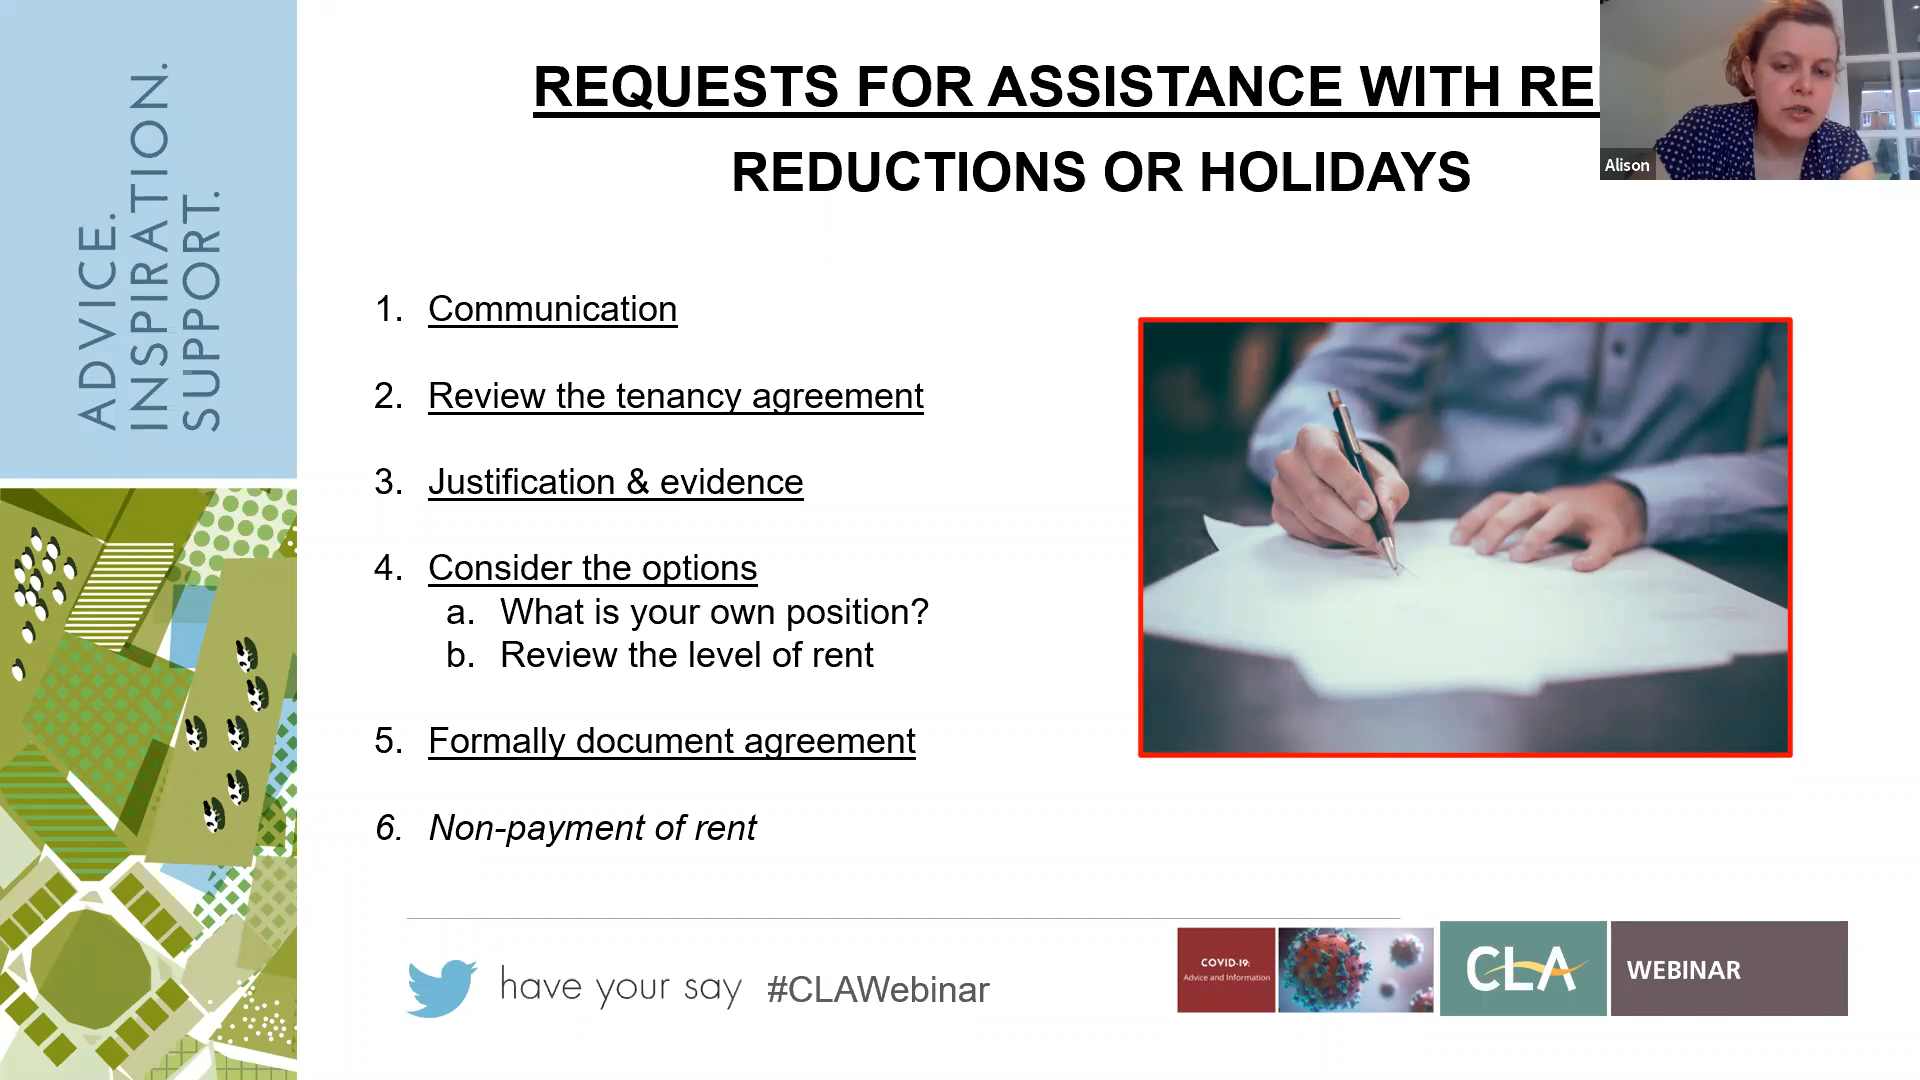 ADVICE.
INSPIRATION.
SUPPORT.
REQUESTS FOR ASSISTANCE WITH
REDUCTIONS OR HOLIDAYS
Alison
1. Communication
2. Review the tenancy agreement
3. Justification & evidence
4. Consider the options
a. What is your own position?
b. Review the level of rent
5. Formally document agreement
6. Non-payment of rent
have your say #CLAWebinar
COVID-19:
Advice and Information
CLA
WEBINAR